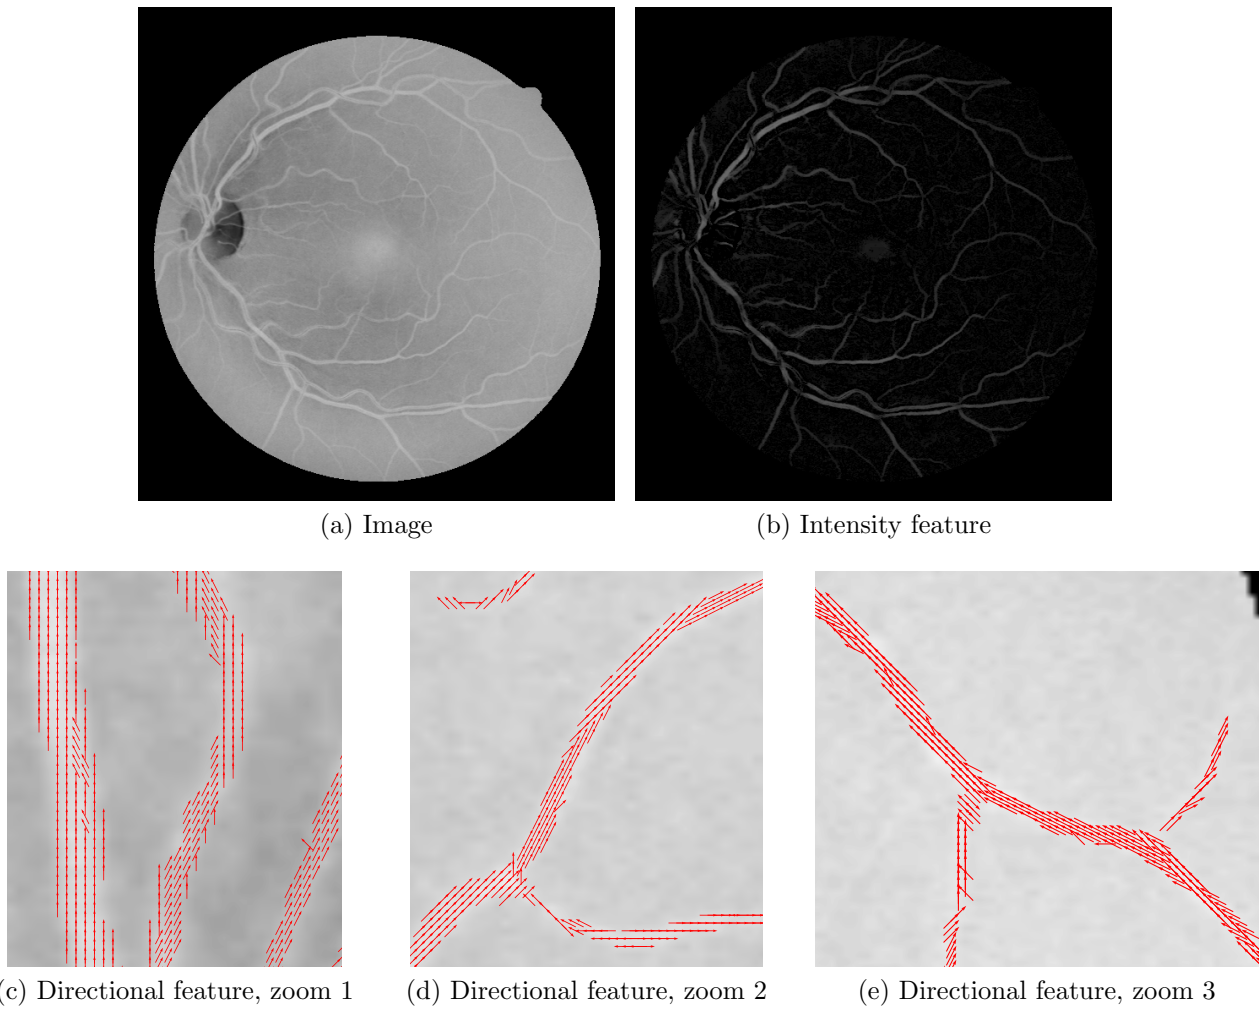 (a) Image
(b) Intensity feature
(c) Directional feature, zoom 1
(d) Directional feature, zoom 2
(e) Directional feature, zoom 3